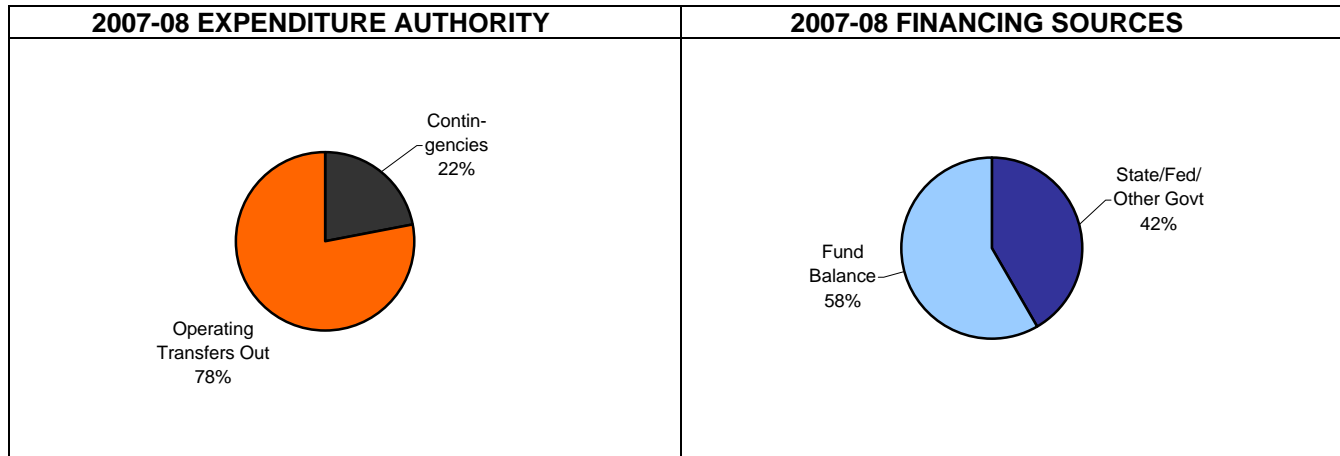 2007-08 EXPENDITURE AUTHORITY
Contin-
gencies
22%
Operating
Transfers Out
78%
2007-08 FINANCING SOURCES
State/Fed/
Other Govt
42%
Fund
Balance
58%